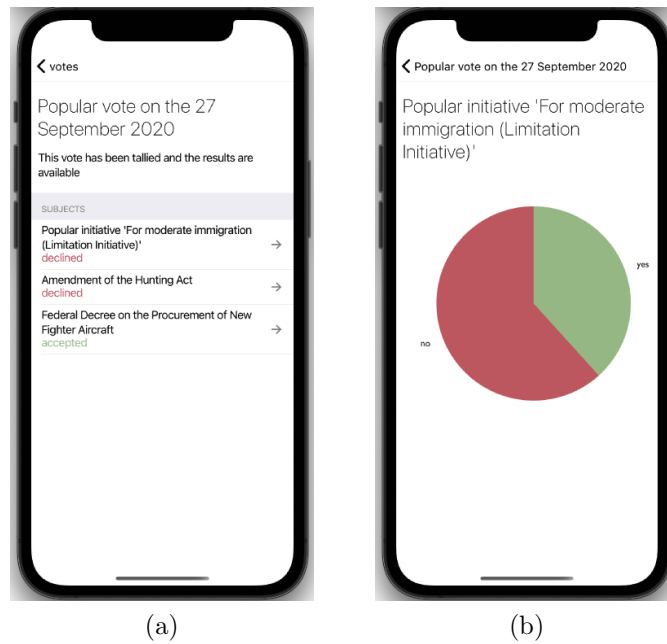 votes
Popular vote on the 27
September 2020
This vote has been tallied and the results are
available
SUBJECTS
Popular initiative 'For moderate immigration
(Limitation Initiative)'
declined
Amendment of the Hunting Act
declined
Federal Decree on the Procurement of New
Fighter Aircraft
accepted
(a)
Popular vote on the 27 September 2020
Popular initiative 'For moderate
immigration (Limitation
Initiative)'
yes
no
(b)